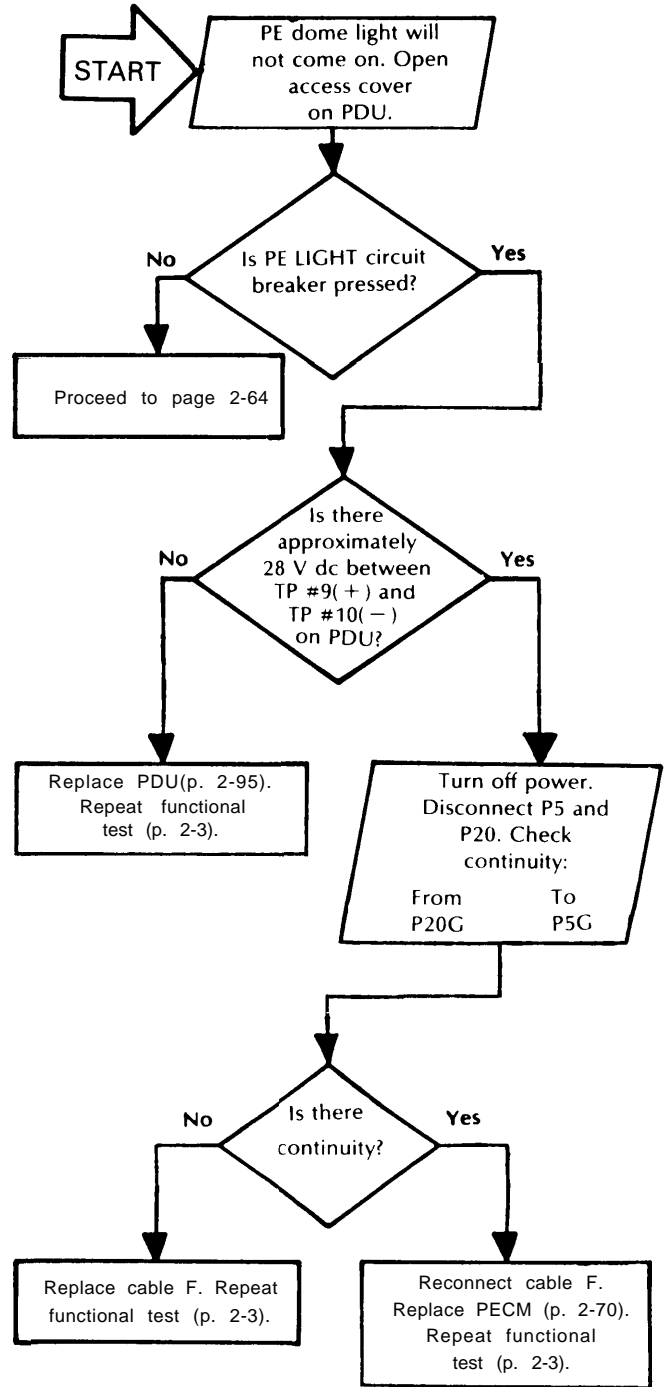 START
PE dome light will
not come on. Open
access cover
on PDU.
No
Yes
Is PE LIGHT circuit
breaker pressed?
Proceed to page 2-64
No
Yes
Is there
approximately
28 V dc between
TP #9(+) and
TP #10(−)
on PDU?
Replace PDU(p. 2-95).
Repeat functional
test (p. 2-3).
Turn off power.
Disconnect P5 and
P20. Check
continuity:
From To
P20G P5G
No
Yes
Is there
continuity?
Replace cable F. Repeat
functional test (p. 2-3).
Reconnect cable F.
Replace PECM (p. 2-70).
Repeat functional
test (p. 2-3).